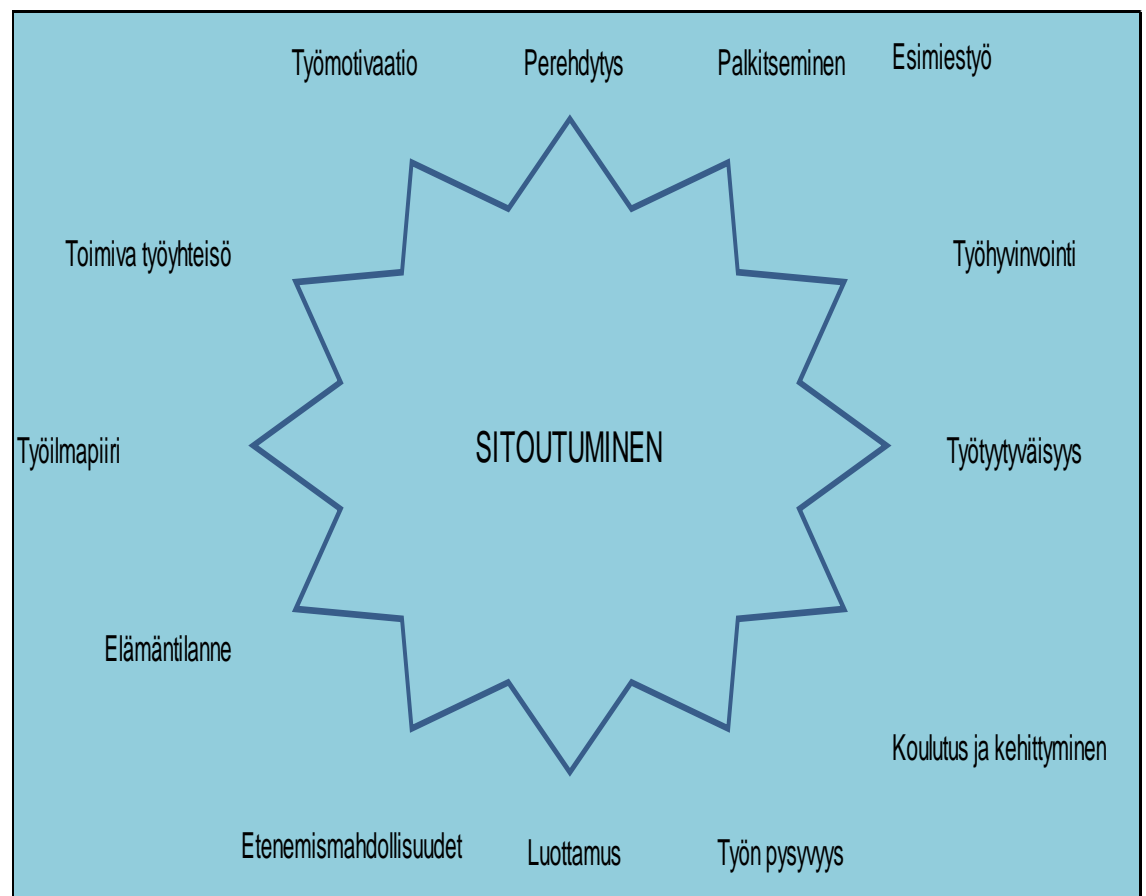 Työmotivaatio
Perehdytys
Palkitseminen
Esimiestyö
Toimiva työyhteisö
Työhyvinvointi
Työilmapiiri
SITOUTUMINEN
Työtyytyväisyys
Elämäntilanne
Koulutus ja kehittyminen
Etenemismahdollisuudet
Luottamus
Työn pysyvyys